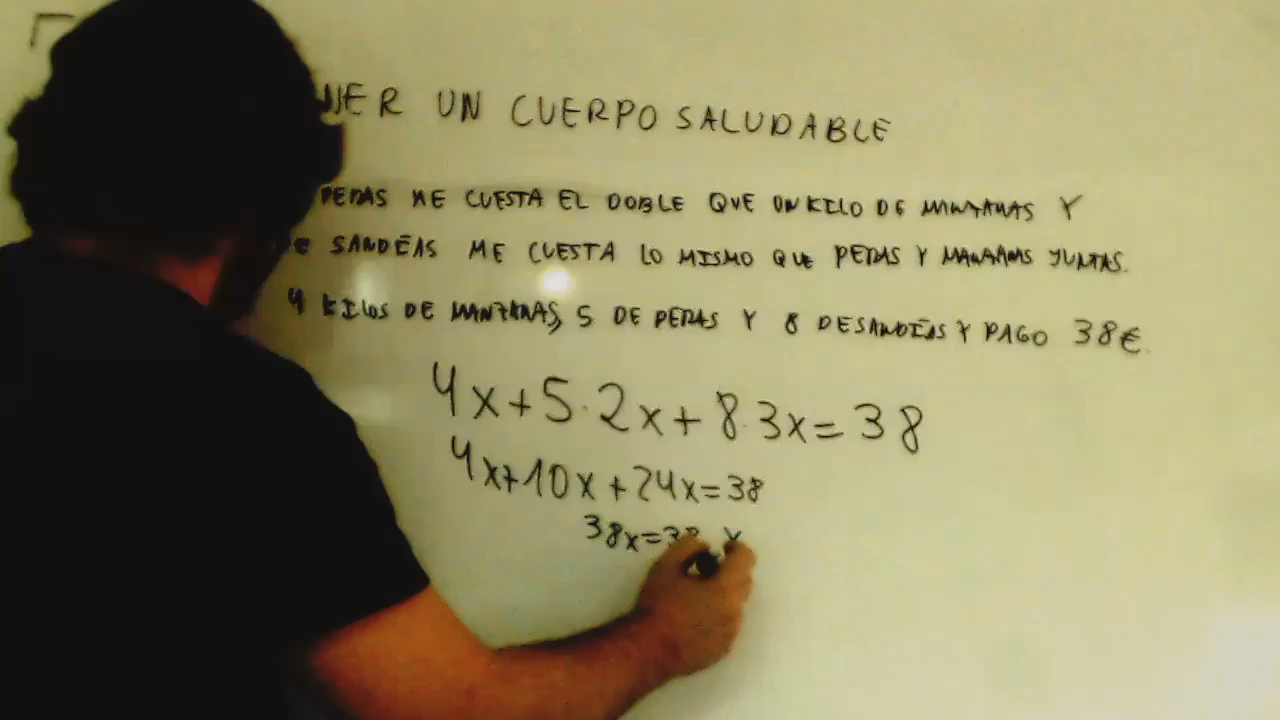 UN CUERPO SALUDABLE
PERAS ME CUESTA EL DOBLE QUE UN KILO DE MANZANAS Y
SANDÍAS ME CUESTA LO MISMO QUE PERAS Y MANZANAS JUNTAS.
4 KILOS DE MANZANAS, 5 DE PERAS Y 8 DE SANDÍAS Y PAGO 38€.
4x+5·2x+8·3x=38
4x+10x+24x=38
38x=38